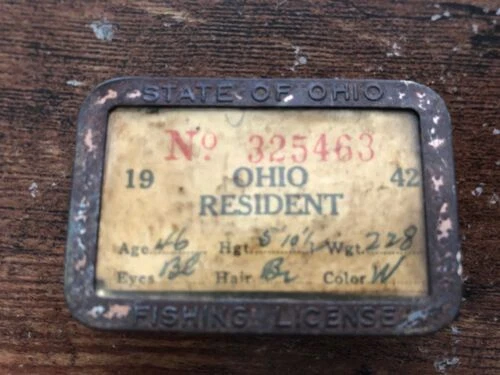 STATE OF OHIO
Nº 325463
19 OHIO 42
RESIDENT
Age 46 Hgt. 5'10½ Wgt. 228
Eyes Bl Hair Br Color W
FISHING LICENSE